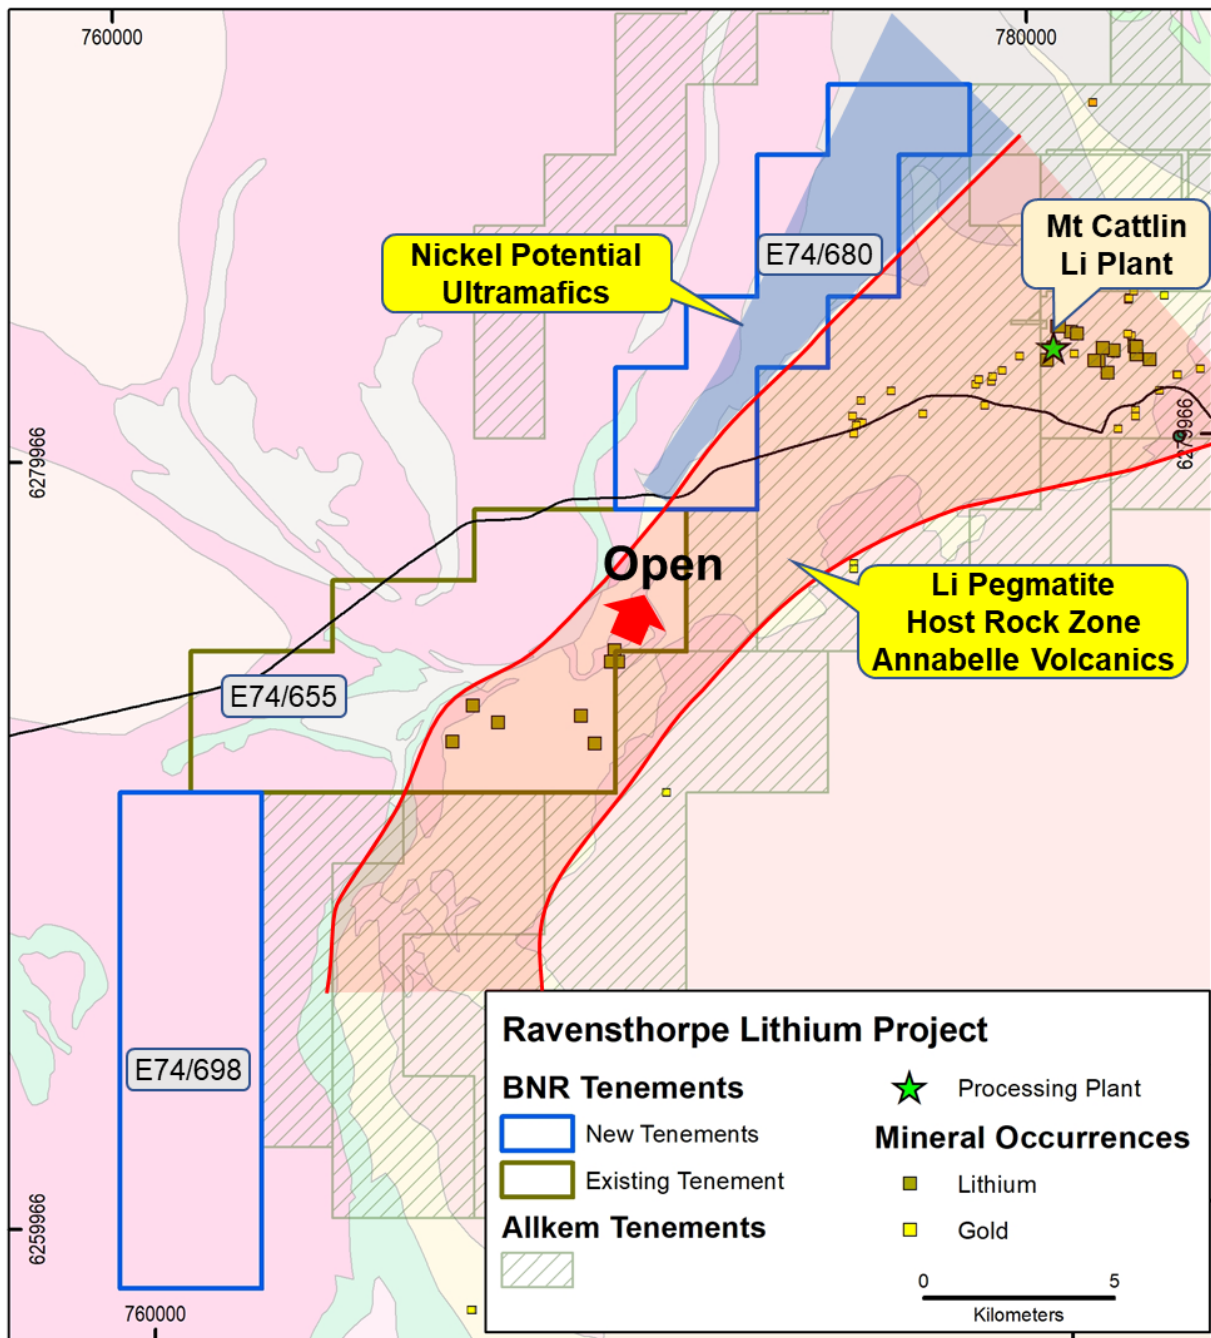 760000
780000
Nickel Potential
Ultramafics
E74/680
Mt Cattlin
Li Plant
6279966
6279966
Open
Li Pegmatite
Host Rock Zone
Annabelle Volcanics
E74/655
E74/698
6259966
760000
Ravensthorpe Lithium Project
BNR Tenements
New Tenements
Existing Tenement
Allkem Tenements
Processing Plant
Mineral Occurrences
Lithium
Gold
0 5
Kilometers